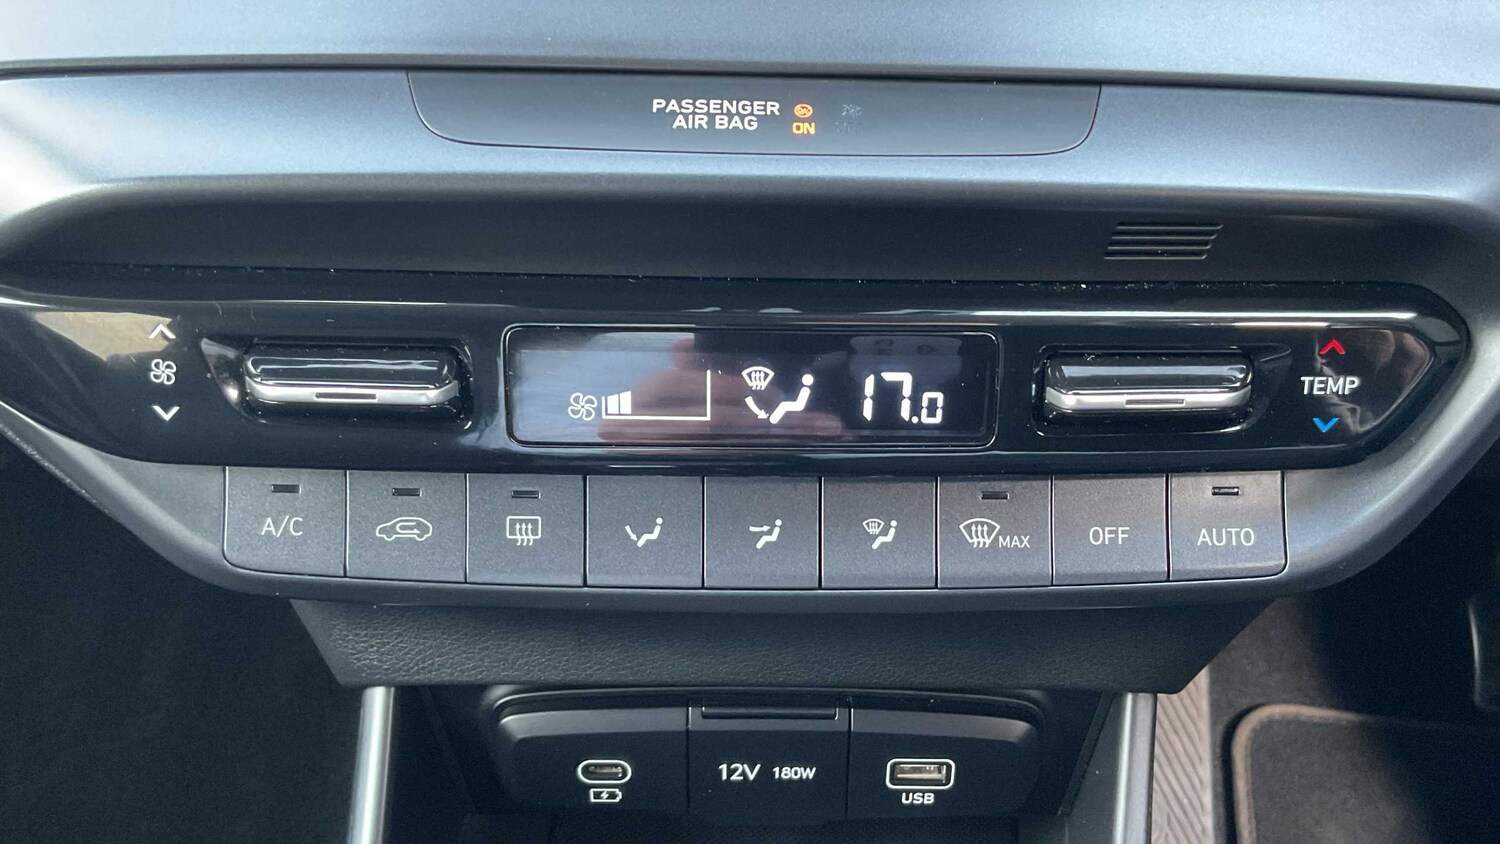 PASSENGER
AIR BAG ON
17.0
TEMP
A/C
MAX
OFF
AUTO
12V 180W
USB